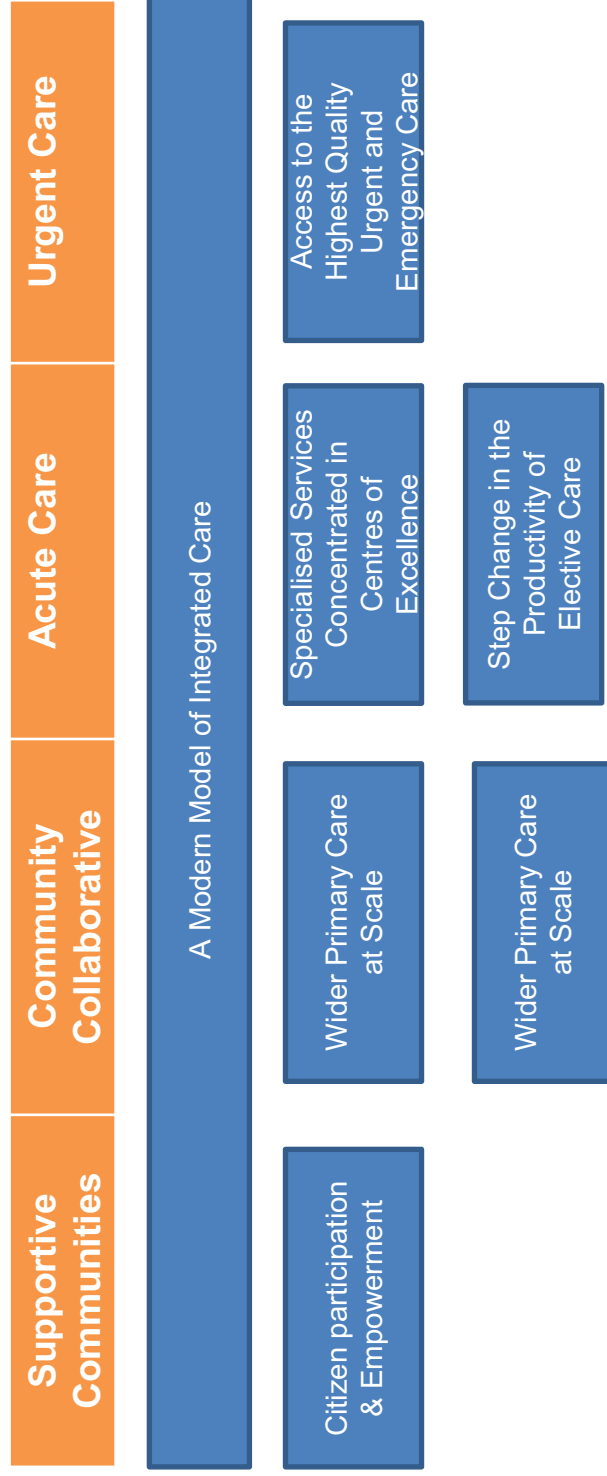 Supportive
Communities
Community
Collaborative
Acute Care
Urgent Care
A Modern Model of Integrated Care
Citizen participation
& Empowerment
Wider Primary Care
at Scale
Specialised Services
Concentrated in
Centres of
Excellence
Access to the
Highest Quality
Urgent and
Emergency Care
Wider Primary Care
at Scale
Step Change in the
Productivity of
Elective Care